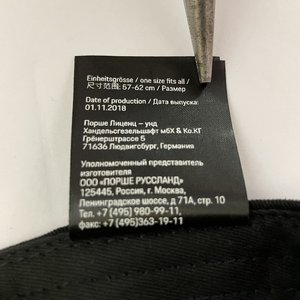 Einheitsgrösse / one size fits all /
尺寸范围: 57-62 cm / Размер
Date of production / Дата выпуска:
01.11.2018
Порше Лиценц – унд
Хандельсгезельшафт мбХ & Ко.КГ
Грёнерштрассе 5
71636 Людвигсбург, Германия
Уполномоченный представитель
изготовителя
ООО «ПОРШЕ РУССЛАНД»
125445, Россия, г. Москва,
Ленинградское шоссе, д 71А, стр. 10
Тел. +7 (495) 980-99-11,
факс: +7 (495)363-19-11